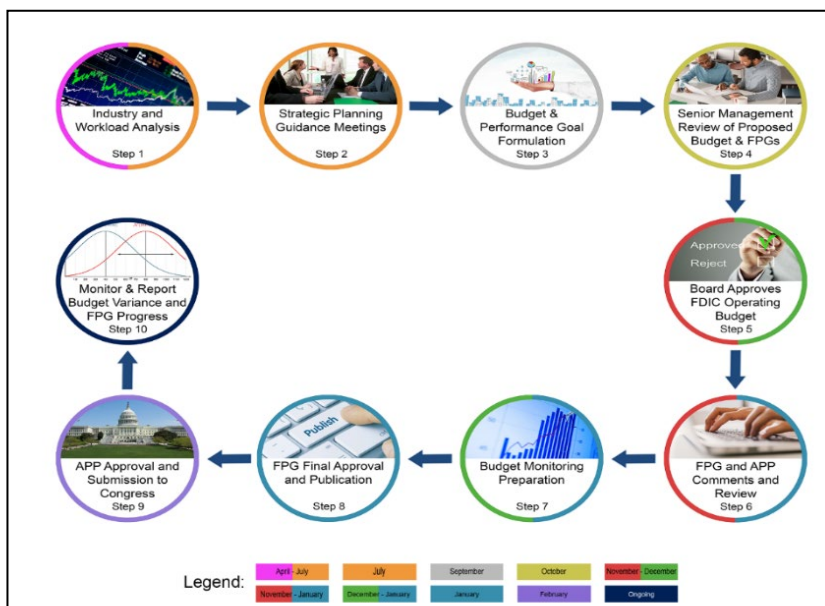 Industry and
Workload Analysis
Step 1
Strategic Planning
Guidance Meetings
Step 2
Budget &
Performance Goal
Formulation
Step 3
Senior Management
Review of Proposed
Budget & FPGs
Step 4
Approved
Reject
Board Approves
FDIC Operating
Budget
Step 5
FPG and APP
Comments and
Review
Step 6
Budget Monitoring
Preparation
Step 7
Publish
FPG Final Approval
and Publication
Step 8
APP Approval and
Submission to
Congress
Step 9
Monitor & Report
Budget Variance and
FPG Progress
Step 10
Legend:
April - July
July
September
October
November - December
November - January
December - January
January
February
Ongoing